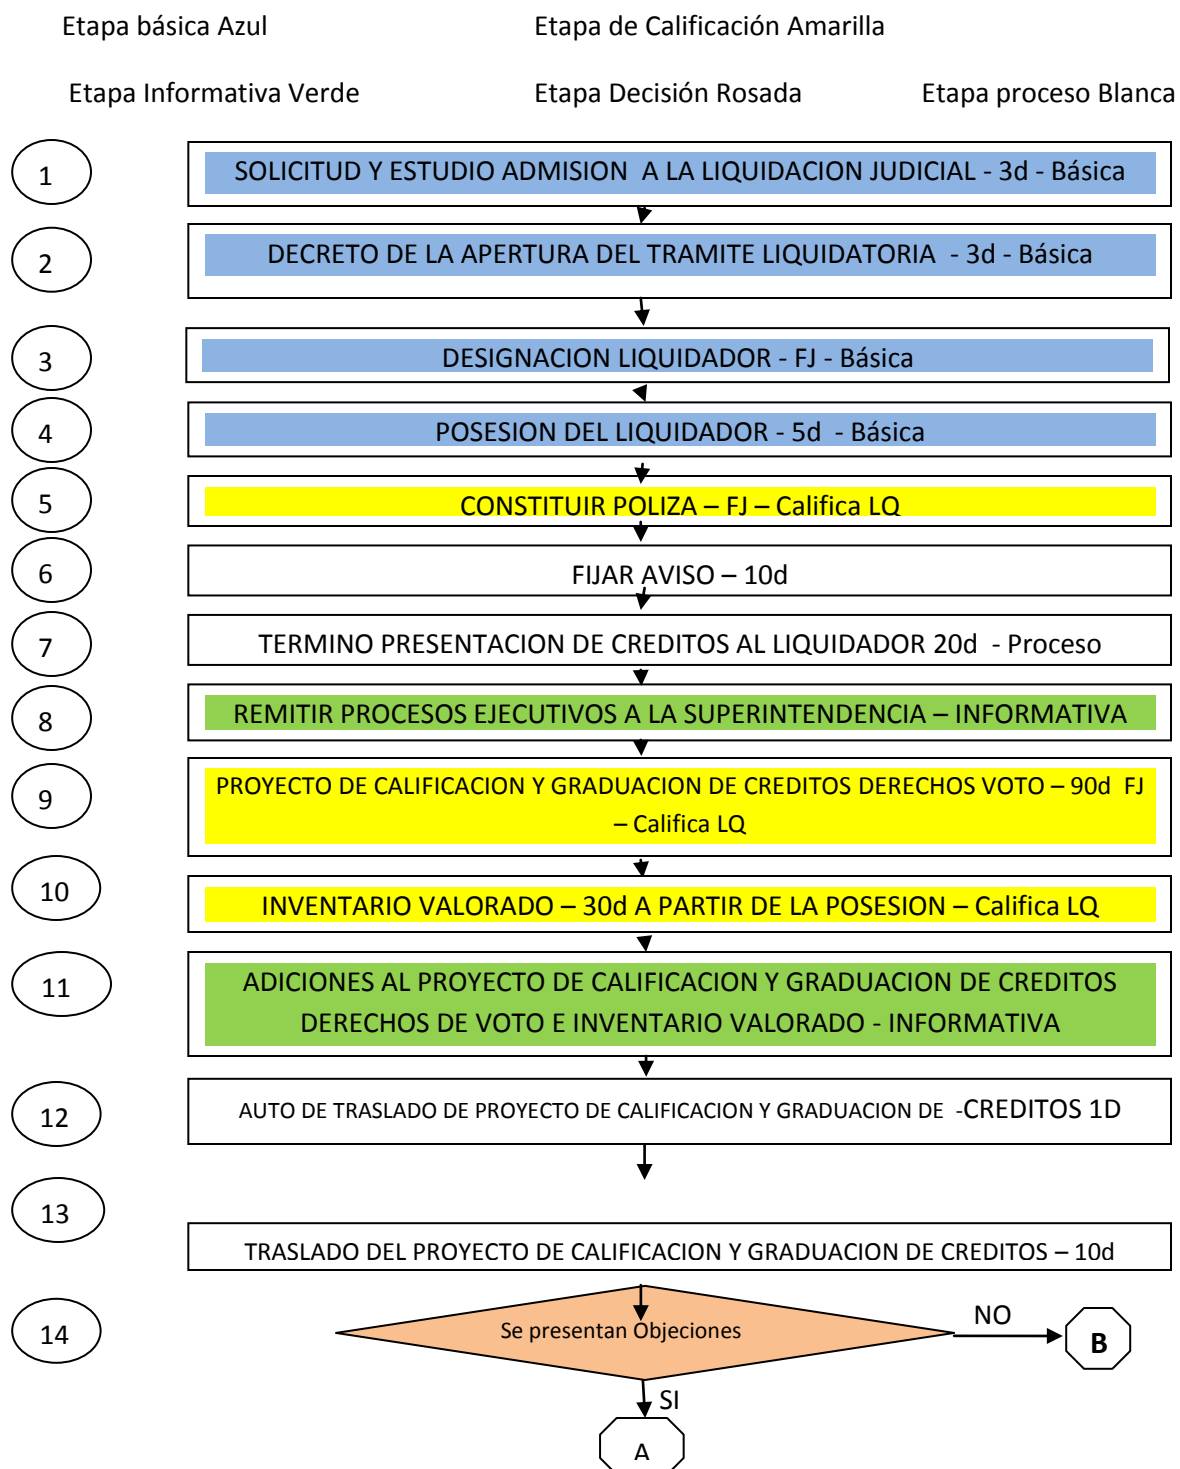 Etapa básica Azul
Etapa de Calificación Amarilla
Etapa Informativa Verde
Etapa Decisión Rosada
Etapa proceso Blanca
1
SOLICITUD Y ESTUDIO ADMISION A LA LIQUIDACION JUDICIAL - 3d - Básica
2
DECRETO DE LA APERTURA DEL TRAMITE LIQUIDATORIA - 3d - Básica
3
DESIGNACION LIQUIDADOR - FJ - Básica
4
POSESION DEL LIQUIDADOR - 5d - Básica
5
CONSTITUIR POLIZA – FJ – Califica LQ
6
FIJAR AVISO – 10d
7
TERMINO PRESENTACION DE CREDITOS AL LIQUIDADOR 20d - Proceso
8
REMITIR PROCESOS EJECUTIVOS A LA SUPERINTENDENCIA – INFORMATIVA
9
PROYECTO DE CALIFICACION Y GRADUACION DE CREDITOS DERECHOS VOTO – 90d FJ
– Califica LQ
10
INVENTARIO VALORADO – 30d A PARTIR DE LA POSESION – Califica LQ
11
ADICIONES AL PROYECTO DE CALIFICACION Y GRADUACION DE CREDITOS
DERECHOS DE VOTO E INVENTARIO VALORADO - INFORMATIVA
12
AUTO DE TRASLADO DE PROYECTO DE CALIFICACION Y GRADUACION DE -CREDITOS 1D
13
TRASLADO DEL PROYECTO DE CALIFICACION Y GRADUACION DE CREDITOS – 10d
14
Se presentan Objeciones
NO
B
SI
A